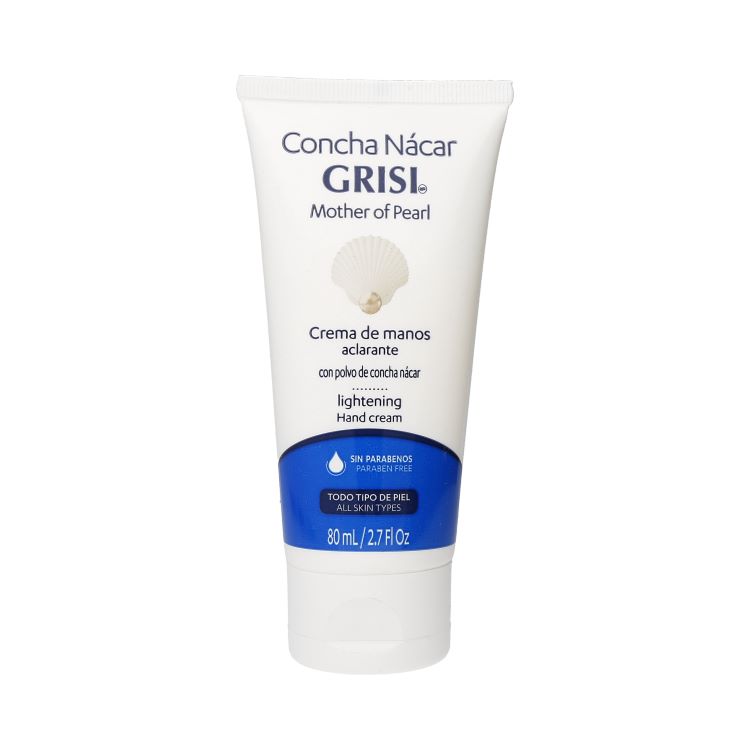 Concha Nácar
GRISI
Mother of Pearl
Crema de manos
aclarante
con polvo de concha nácar
.........
lightening
Hand cream
SIN PARABENOS
PARABEN FREE
TODO TIPO DE PIEL
ALL SKIN TYPES
80 mL / 2.7 Fl Oz